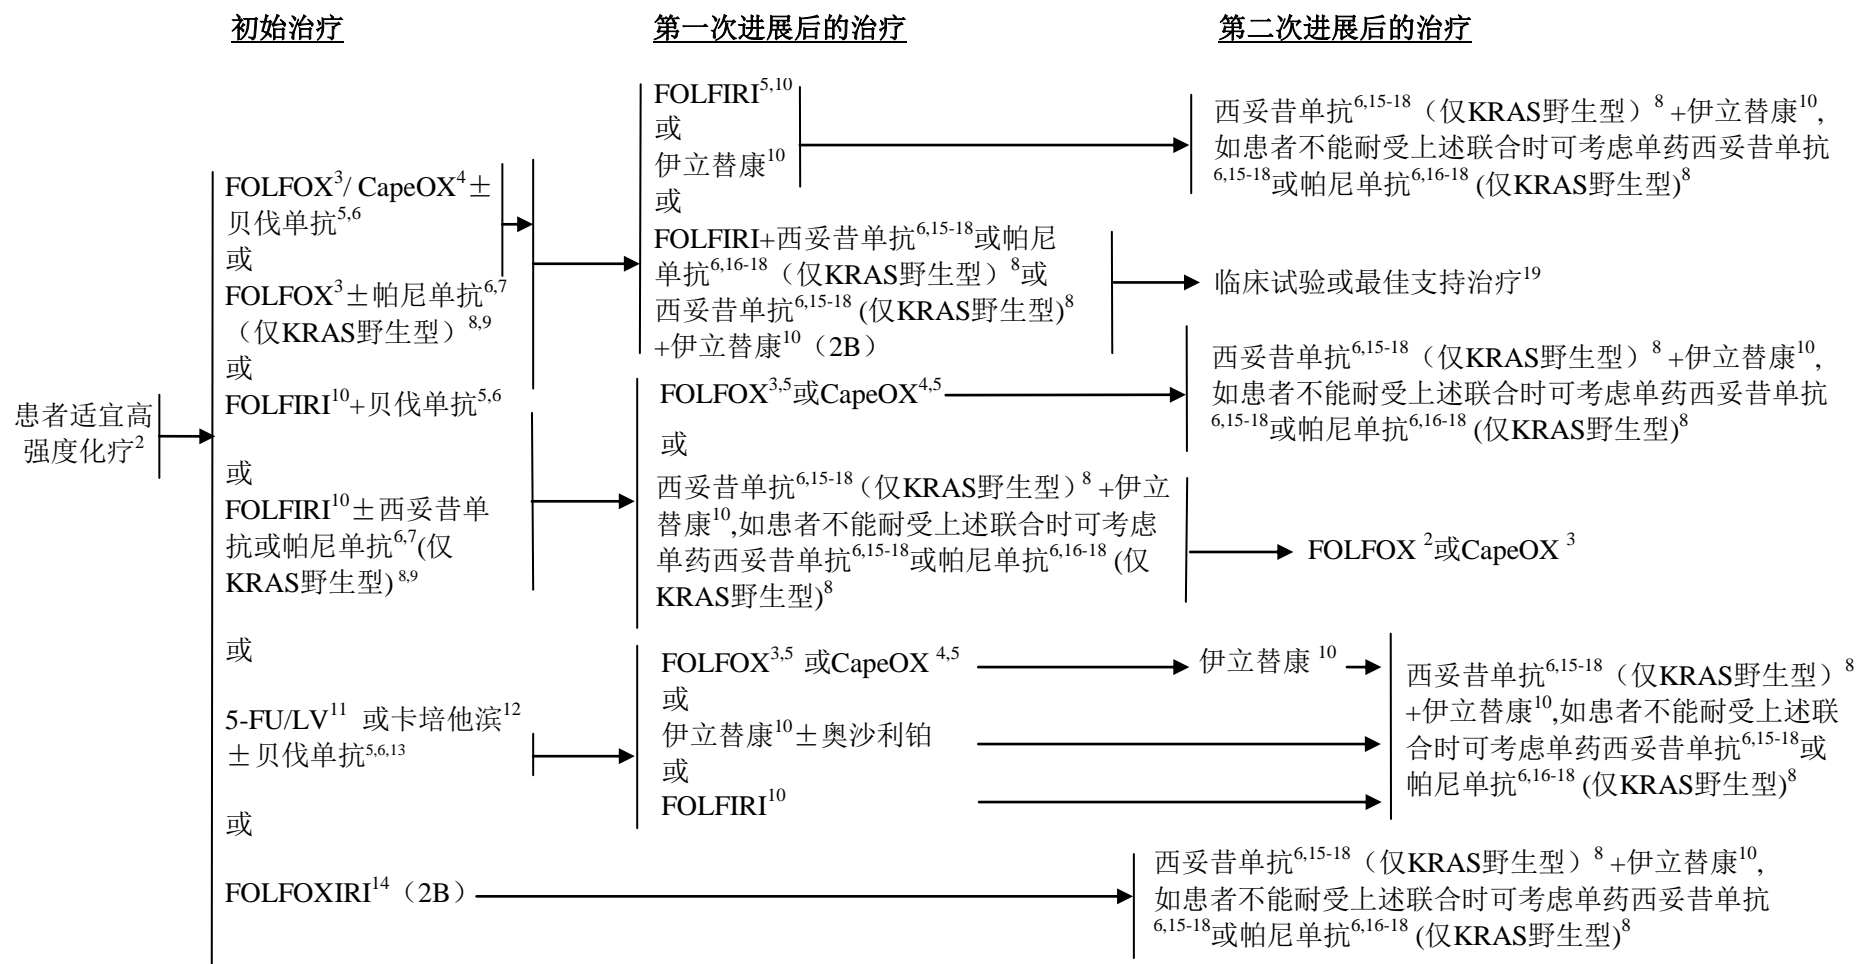 初始治疗
第一次进展后的治疗
第二次进展后的治疗
患者适宜高
强度化疗2
FOLFOX3/ CapeOX4±
贝伐单抗5,6
或
FOLFOX3±帕尼单抗6,7
（仅KRAS野生型）8,9
或
FOLFIRI10+贝伐单抗5,6
或
FOLFIRI10±西妥昔单
抗或帕尼单抗6,7(仅
KRAS野生型)8,9
或
5-FU/LV11 或卡培他滨12
±贝伐单抗5,6,13
或
FOLFOXIRI14（2B）
FOLFIRI5,10
或
伊立替康10
或
FOLFIRI+西妥昔单抗6,15-18或帕尼
单抗6,16-18（仅KRAS野生型）8或
西妥昔单抗6,15-18 (仅KRAS野生型)8
+伊立替康10（2B）
FOLFOX3,5或CapeOX4,5
或
西妥昔单抗6,15-18（仅KRAS野生型）8 +伊立
替康10,如患者不能耐受上述联合时可考虑
单药西妥昔单抗6,15-18或帕尼单抗6,16-18 (仅
KRAS野生型)8
FOLFOX3,5 或CapeOX 4,5
或
伊立替康10±奥沙利铂
或
FOLFIRI10
西妥昔单抗6,15-18（仅KRAS野生型）8 +伊立替康10,
如患者不能耐受上述联合时可考虑单药西妥昔单抗
6,15-18或帕尼单抗6,16-18 (仅KRAS野生型)8
临床试验或最佳支持治疗19
西妥昔单抗6,15-18（仅KRAS野生型）8 +伊立替康10,
如患者不能耐受上述联合时可考虑单药西妥昔单抗
6,15-18或帕尼单抗6,16-18 (仅KRAS野生型)8
FOLFOX 2或CapeOX 3
伊立替康 10
西妥昔单抗6,15-18（仅KRAS野生型）8
+伊立替康10,如患者不能耐受上述联
合时可考虑单药西妥昔单抗6,15-18或
帕尼单抗6,16-18 (仅KRAS野生型)8
西妥昔单抗6,15-18（仅KRAS野生型）8 +伊立替康10,
如患者不能耐受上述联合时可考虑单药西妥昔单抗
6,15-18或帕尼单抗6,16-18 (仅KRAS野生型)8